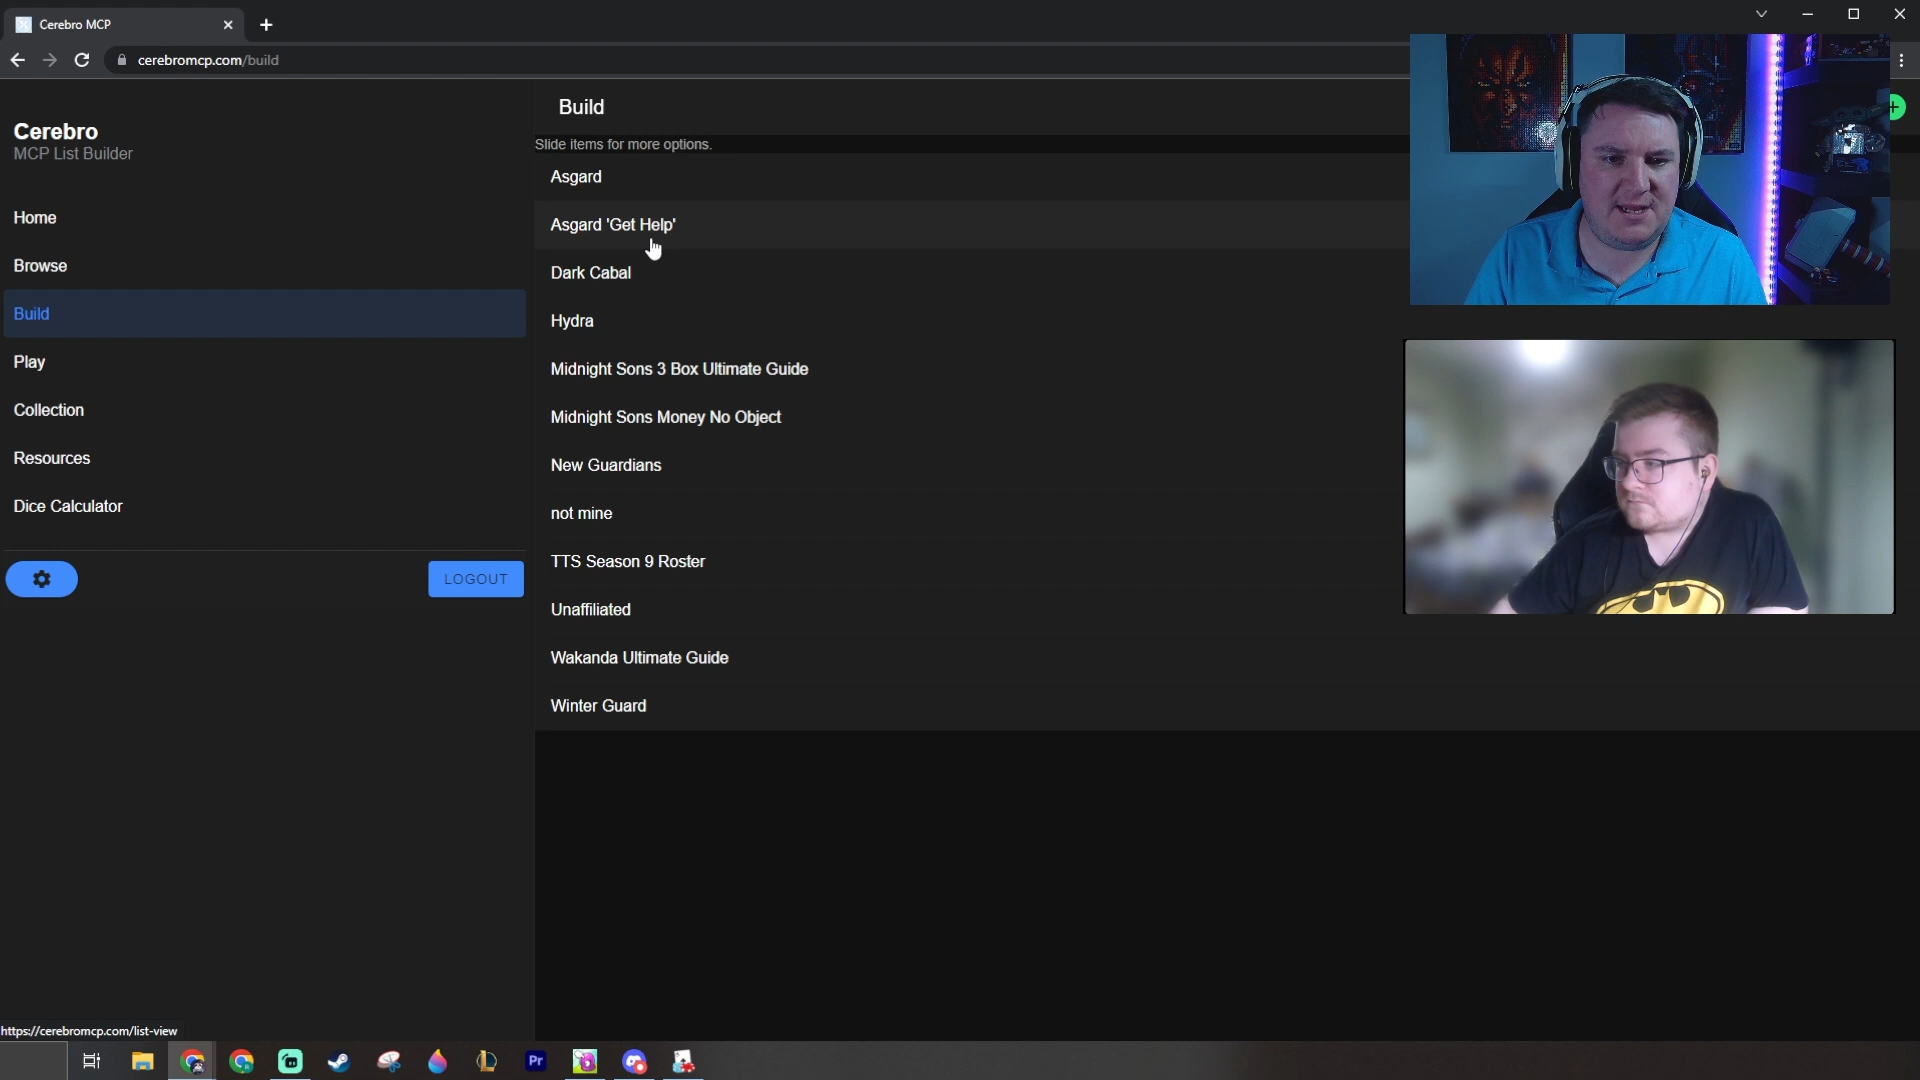 Cerebro MCP
cerebromcp.com/build
Cerebro
MCP List Builder
Home
Browse
Build
Play
Collection
Resources
Dice Calculator
LOGOUT
Build
Slide items for more options.
Asgard
Asgard 'Get Help'
Dark Cabal
Hydra
Midnight Sons 3 Box Ultimate Guide
Midnight Sons Money No Object
New Guardians
not mine
TTS Season 9 Roster
Unaffiliated
Wakanda Ultimate Guide
Winter Guard
https://cerebromcp.com/list-view
Pr